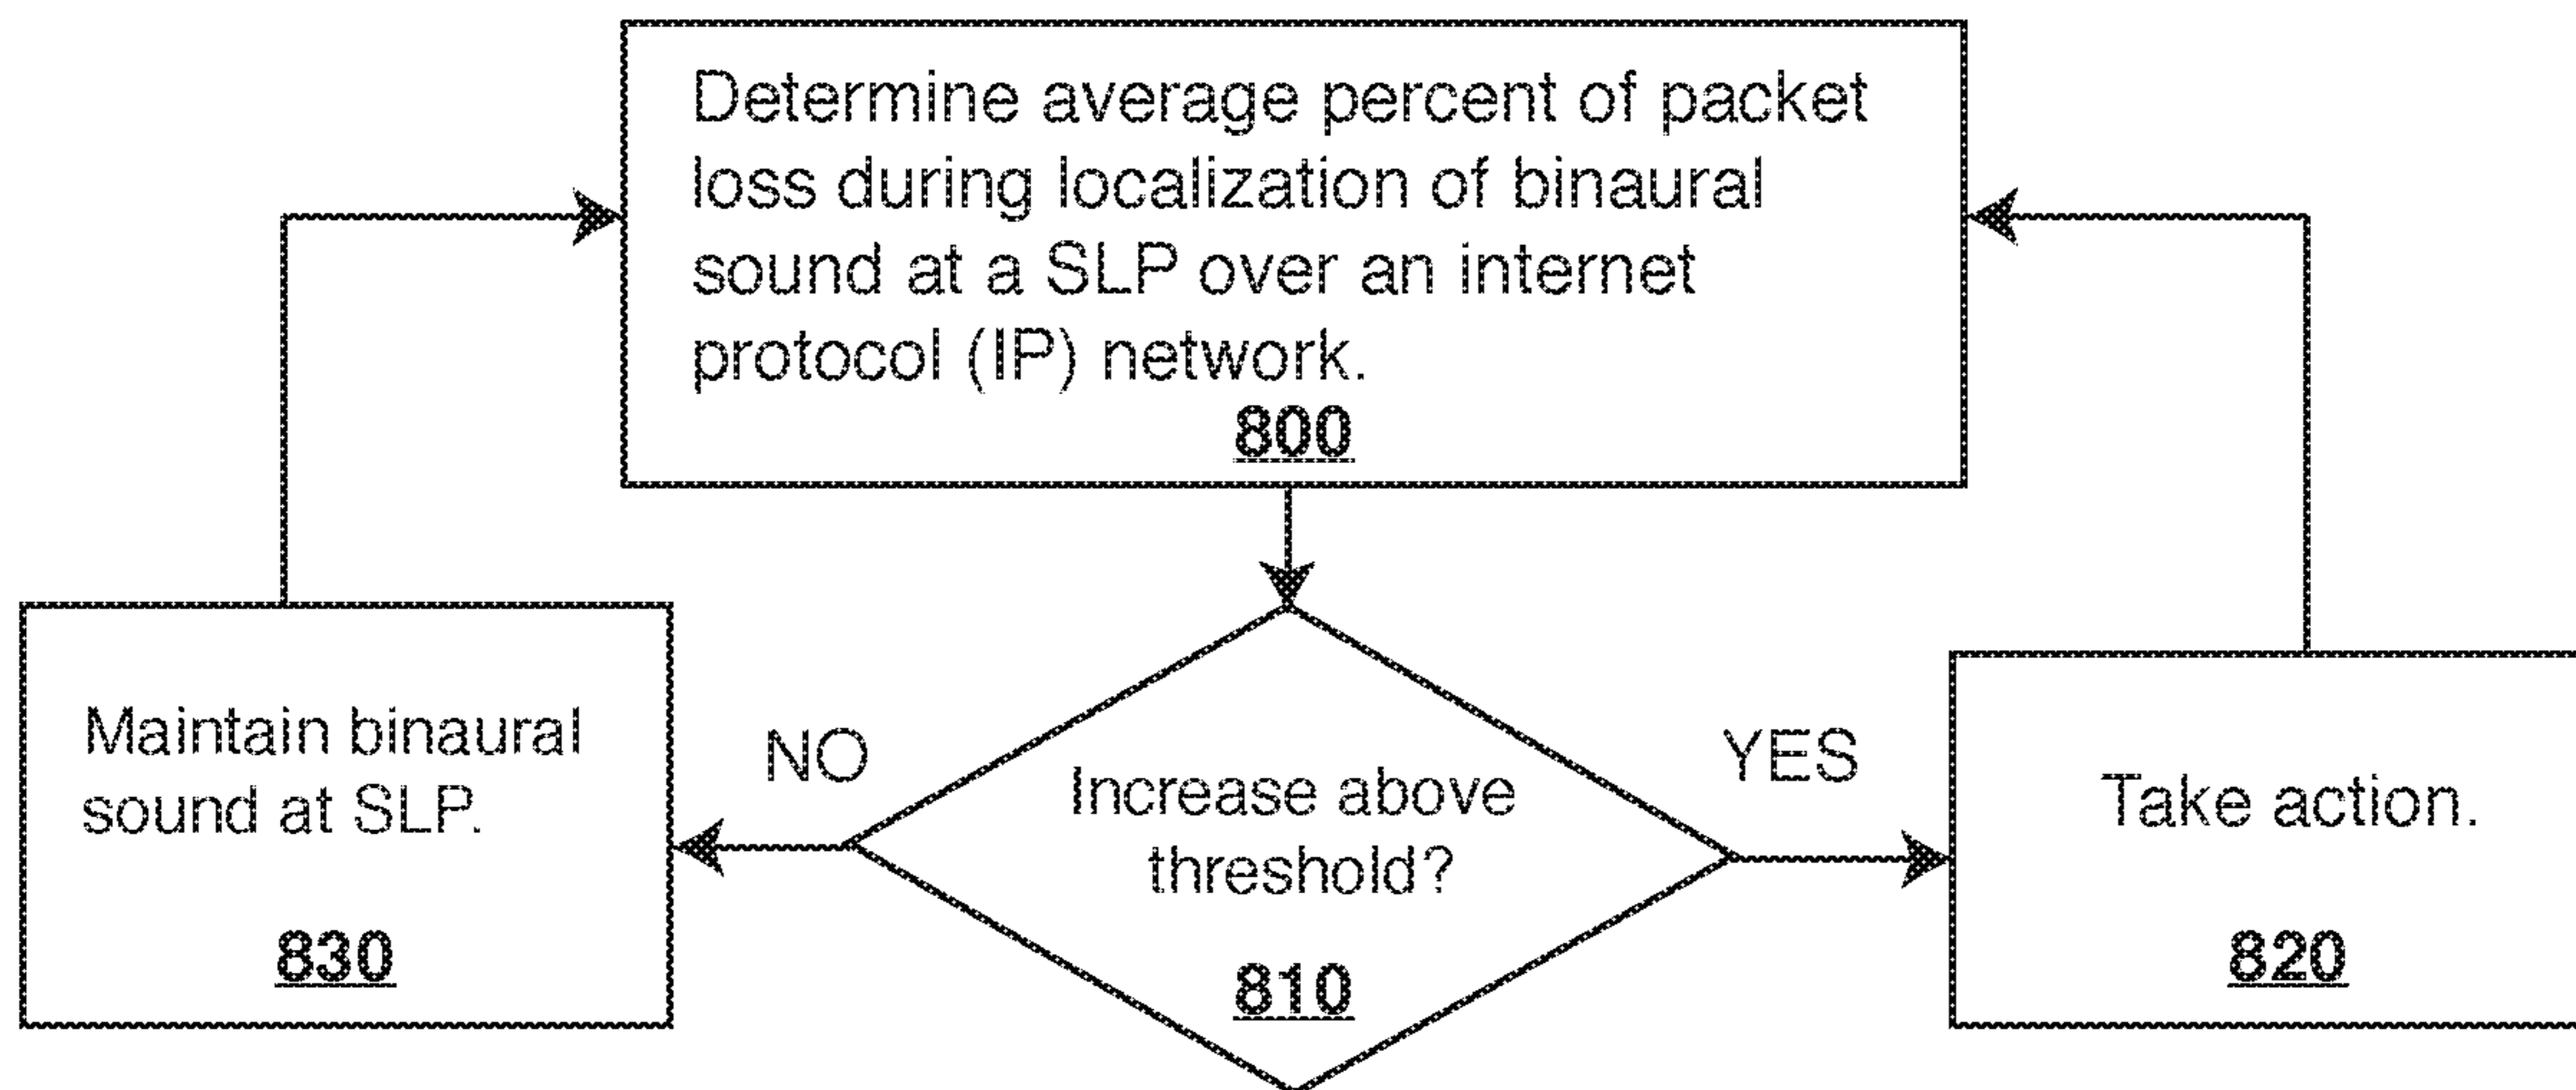 Determine average percent of packet
loss during localization of binaural
sound at a SLP over an internet
protocol (IP) network.
800
Maintain binaural
sound at SLP.
830
NO
Increase above
threshold?
810
YES
Take action.
820